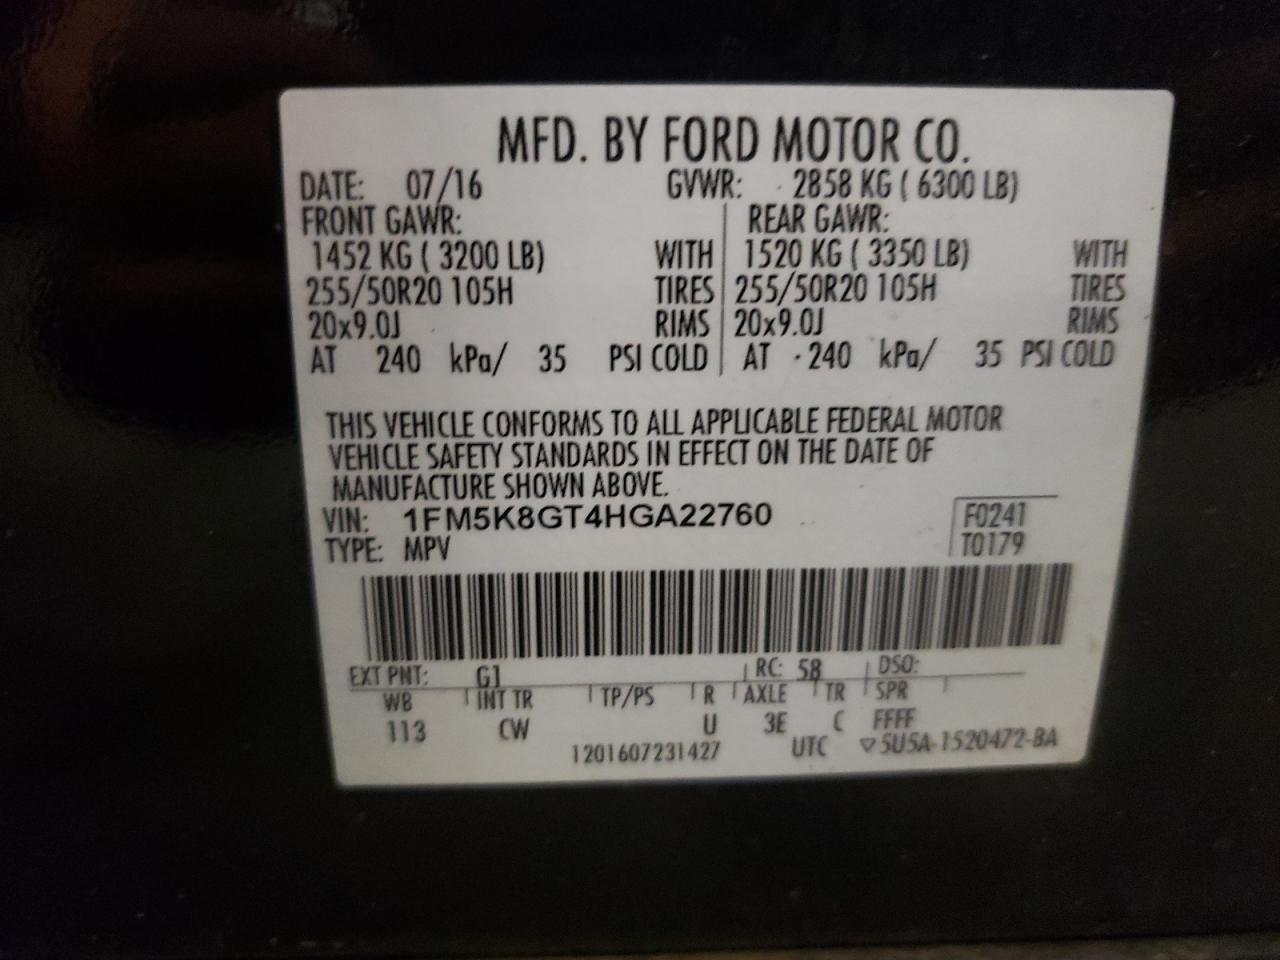 MFD. BY FORD MOTOR CO.
DATE: 07/16 GVWR: 2858 KG ( 6300 LB)
FRONT GAWR: REAR GAWR:
1452 KG ( 3200 LB) WITH 1520 KG ( 3350 LB) WITH
255/50R20 105H TIRES 255/50R20 105H TIRES
20x9.0J RIMS 20x9.0J RIMS
AT 240 kPa/ 35 PSI COLD AT 240 kPa/ 35 PSI COLD
THIS VEHICLE CONFORMS TO ALL APPLICABLE FEDERAL MOTOR
VEHICLE SAFETY STANDARDS IN EFFECT ON THE DATE OF
MANUFACTURE SHOWN ABOVE.
VIN: 1FM5K8GT4HGA22760 F0241
TYPE: MPV T0179
EXT PNT: G1 RC: 58 DSO:
WB INT TR TP/PS R AXLE TR SPR
113 CW U 3E C FFFF
1201607231427 UTC ▽5U5A-1520472-BA